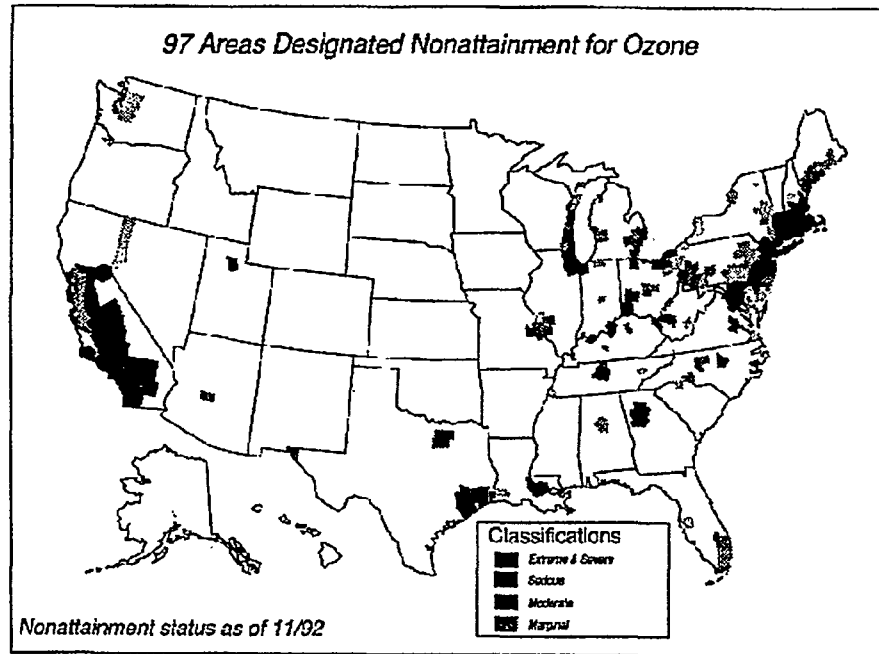 97 Areas Designated Nonattainment for Ozone
Classifications
Extreme & Severe
Serious
Moderate
Marginal
Nonattainment status as of 11/92